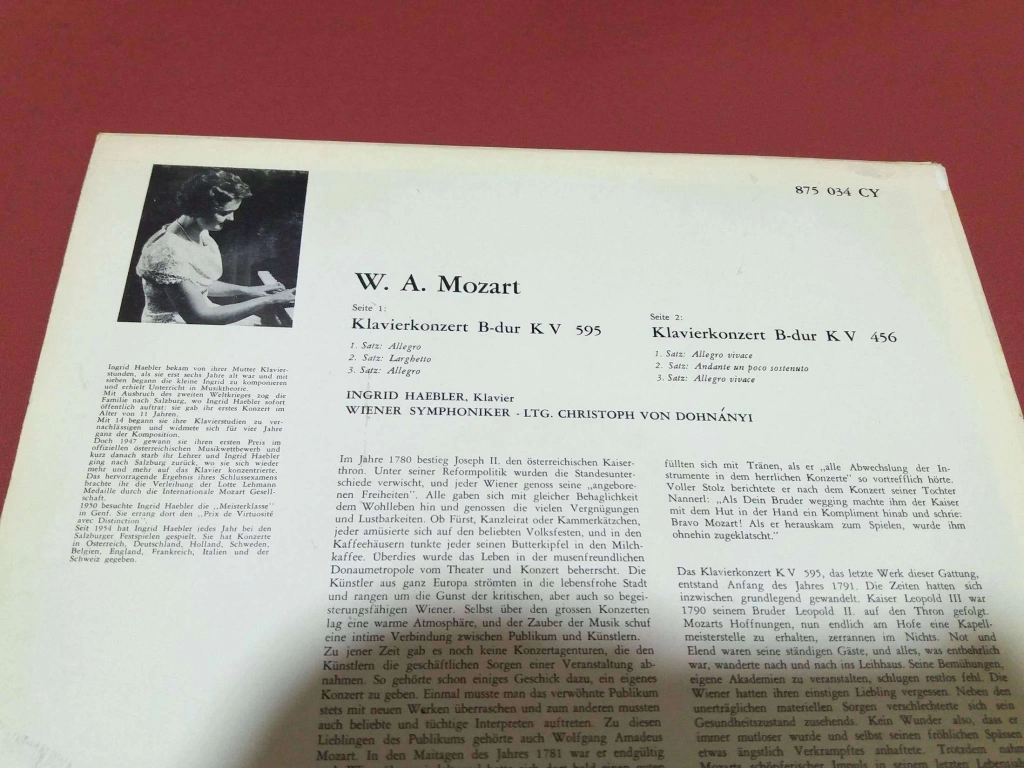 875 034 CY
W. A. Mozart
Seite 1:
Klavierkonzert B-dur K V 595
1. Satz: Allegro
2. Satz: Larghetto
3. Satz: Allegro
Seite 2:
Klavierkonzert B-dur K V 456
1. Satz: Allegro vivace
2. Satz: Andante un poco sostenuto
3. Satz: Allegro vivace
INGRID HAEBLER, Klavier
WIENER SYMPHONIKER - LTG. CHRISTOPH VON DOHNÁNYI
Ingrid Haebler bekam von ihrer Mutter Klavier-
stunden, als sie erst sechs Jahre alt war und mit
sieben begann die kleine Ingrid zu komponieren
und erhielt Unterricht in Musiktheorie.
Mit Ausbruch des zweiten Weltkrieges zog die
Familie nach Salzburg, wo Ingrid Haebler sofort
öffentlich auftrat: sie gab ihr erstes Konzert im
Alter von 11 Jahren.
Mit 14 begann sie ihre Klavierstudien zu ver-
nachlässigen und widmete sich für vier Jahre
ganz der Komposition.
Doch 1947 gewann sie ihren ersten Preis im
offiziellen österreichischen Musikwettbewerb und
kurz danach starb ihr Lehrer und Ingrid Haebler
ging nach Salzburg zurück, wo sie sich wieder
mehr und mehr auf das Klavier konzentrierte.
Das hervorragende Ergebnis ihres Schlussexamens
brachte ihr die Verleihung der Lotte Lehmann
Medaille durch die Internationale Mozart Gesell-
schaft.
1950 besuchte Ingrid Haebler die „Meisterklasse"
in Genf. Sie errang dort den „Prix de Virtuosité
avec Distinction".
Seit 1954 hat Ingrid Haebler jedes Jahr bei den
Salzburger Festspielen gespielt. Sie hat Konzerte
in Österreich, Deutschland, Holland, Schweden,
Belgien, England, Frankreich, Italien und der
Schweiz gegeben.
Im Jahre 1780 bestieg Joseph II. den österreichischen Kaiser-
thron. Unter seiner Reformpolitik wurden die Standesunter-
schiede verwischt, und jeder Wiener genoss seine „angebore-
nen Freiheiten". Alle gaben sich mit gleicher Behaglichkeit
dem Wohlleben hin und genossen die vielen Vergnügungen
und Lustbarkeiten. Ob Fürst, Kanzleirat oder Kammerkätzchen,
jeder amüsierte sich auf den beliebten Volksfesten, und in den
Kaffeehäusern tunkte jeder seinen Butterkipfel in den Milch-
kaffee. Überdies wurde das Leben in der musenfreundlichen
Donaumetropole vom Theater und Konzert beherrscht. Die
Künstler aus ganz Europa strömten in die lebensfrohe Stadt
und rangen um die Gunst der kritischen, aber auch so begei-
sterungsfähigen Wiener. Selbst über den grossen Konzerten
lag eine warme Atmosphäre, und der Zauber der Musik schuf
eine intime Verbindung zwischen Publikum und Künstlern.
Zu jener Zeit gab es noch keine Konzertagenturen, die den
Künstlern die geschäftlichen Sorgen einer Veranstaltung ab-
nahmen. So gehörte schon einiges Geschick dazu, ein eigenes
Konzert zu geben. Einmal musste man das verwöhnte Publikum
stets mit neuen Werken überraschen und zum anderen mussten
auch beliebte und tüchtige Interpreten auftreten. Zu diesen
Lieblingen des Publikums gehörte auch Wolfgang Amadeus
Mozart. In den Maitagen des Jahres 1781 war er endgültig
füllten sich mit Tränen, als er „alle Abwechslung der In-
strumente in dem herrlichen Konzerte" so vortrefflich hörte.
Voller Stolz berichtete er nach dem Konzert seiner Tochter
Nannerl: „Als Dein Bruder wegging machte ihm der Kaiser
mit dem Hut in der Hand ein Kompliment hinab und schrie:
Bravo Mozart! Als er herauskam zum Spielen, wurde ihm
ohnehin zugeklatscht."
Das Klavierkonzert K V 595, das letzte Werk dieser Gattung,
entstand Anfang des Jahres 1791. Die Zeiten hatten sich
inzwischen grundlegend gewandelt. Kaiser Leopold III war
1790 seinem Bruder Leopold II. auf den Thron gefolgt.
Mozarts Hoffnungen, nun endlich am Hofe eine Kapell-
meisterstelle zu erhalten, zerrannen im Nichts. Not und
Elend waren seine ständigen Gäste, und alles, was entbehrlich
war, wanderte nach und nach ins Leihhaus. Seine Bemühungen,
eigene Akademien zu veranstalten, schlugen restlos fehl. Die
Wiener hatten ihren einstigen Liebling vergessen. Neben den
unerträglichen materiellen Sorgen verschlechterte sich sein
Gesundheitszustand zusehends. Kein Wunder also, dass er
immer mutloser wurde und selbst seinen fröhlichen Spässen
etwas ängstlich Verkrampftes anhaftete. Trotzdem nahm
Mozarts schöpferischer Impuls in seinem letzten